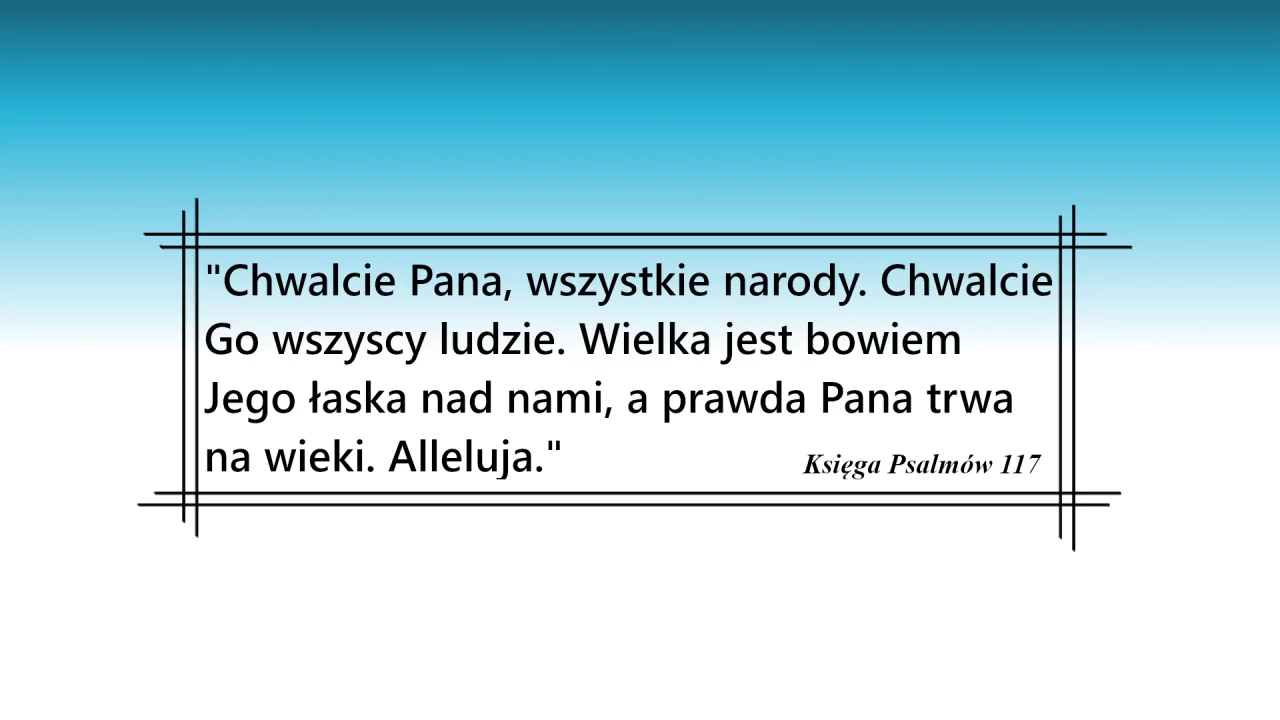 "Chwalcie Pana, wszystkie narody. Chwalcie
Go wszyscy ludzie. Wielka jest bowiem
Jego łaska nad nami, a prawda Pana trwa
na wieki. Alleluja."
Księga Psalmów 117